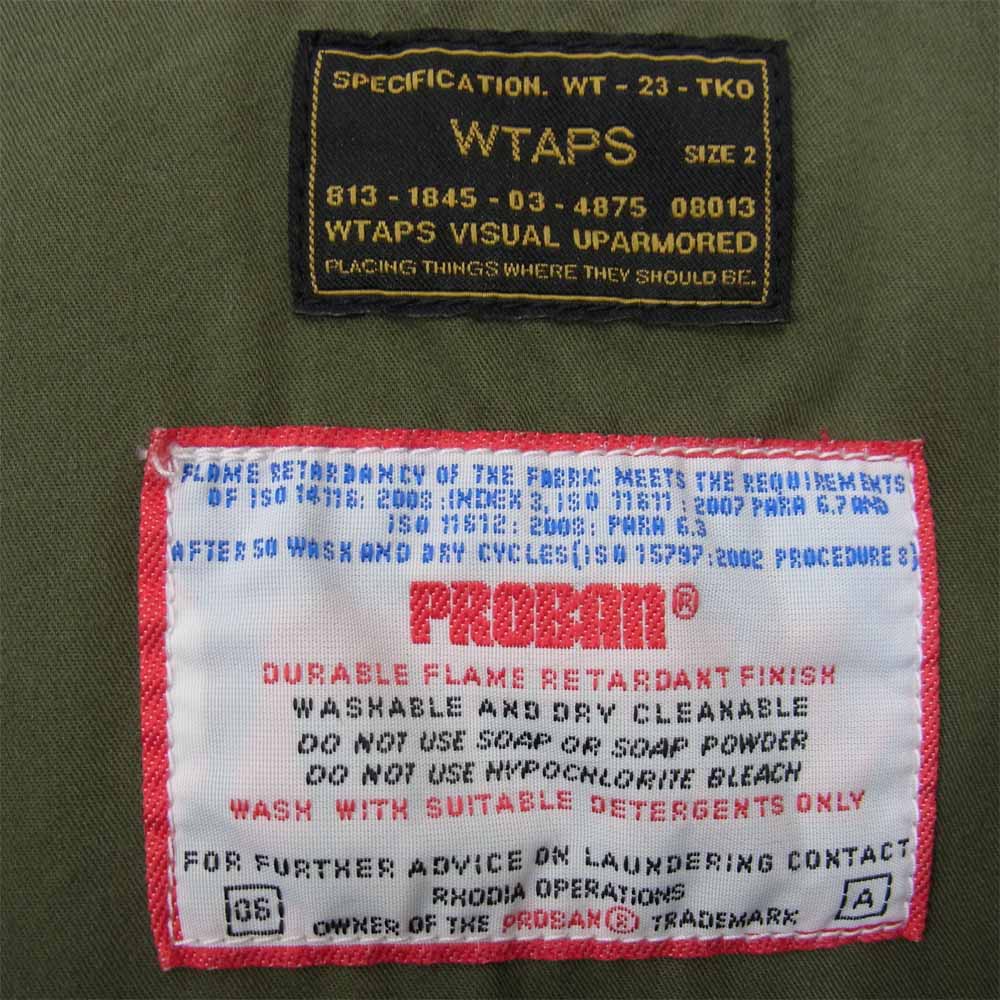 SPECIFICATION. WT - 23 - TKO
WTAPS SIZE 2
813 - 1845 - 03 - 4875 08013
WTAPS VISUAL UPARMORED
PLACING THINGS WHERE THEY SHOULD BE.
FLAME RETARDANCY OF THE FABRIC MEETS THE REQUIREMENTS
OF ISO 14116: 2008 :INDEX 3, ISO 11611 : 2007 PARA 6.7 AND
ISO 11612: 2008: PARA 6.3
AFTER 50 WASH AND DRY CYCLES(ISO 15797:2002 PROCEDURE 8)
PROBAN®
DURABLE FLAME RETARDANT FINISH
WASHABLE AND DRY CLEANABLE
DO NOT USE SOAP OR SOAP POWDER
DO NOT USE HYPOCHLORITE BLEACH
WASH WITH SUITABLE DETERGENTS ONLY
FOR FURTHER ADVICE ON LAUNDERING CONTACT
RHODIA OPERATIONS
OWNER OF THE PROBAN® TRADEMARK
A